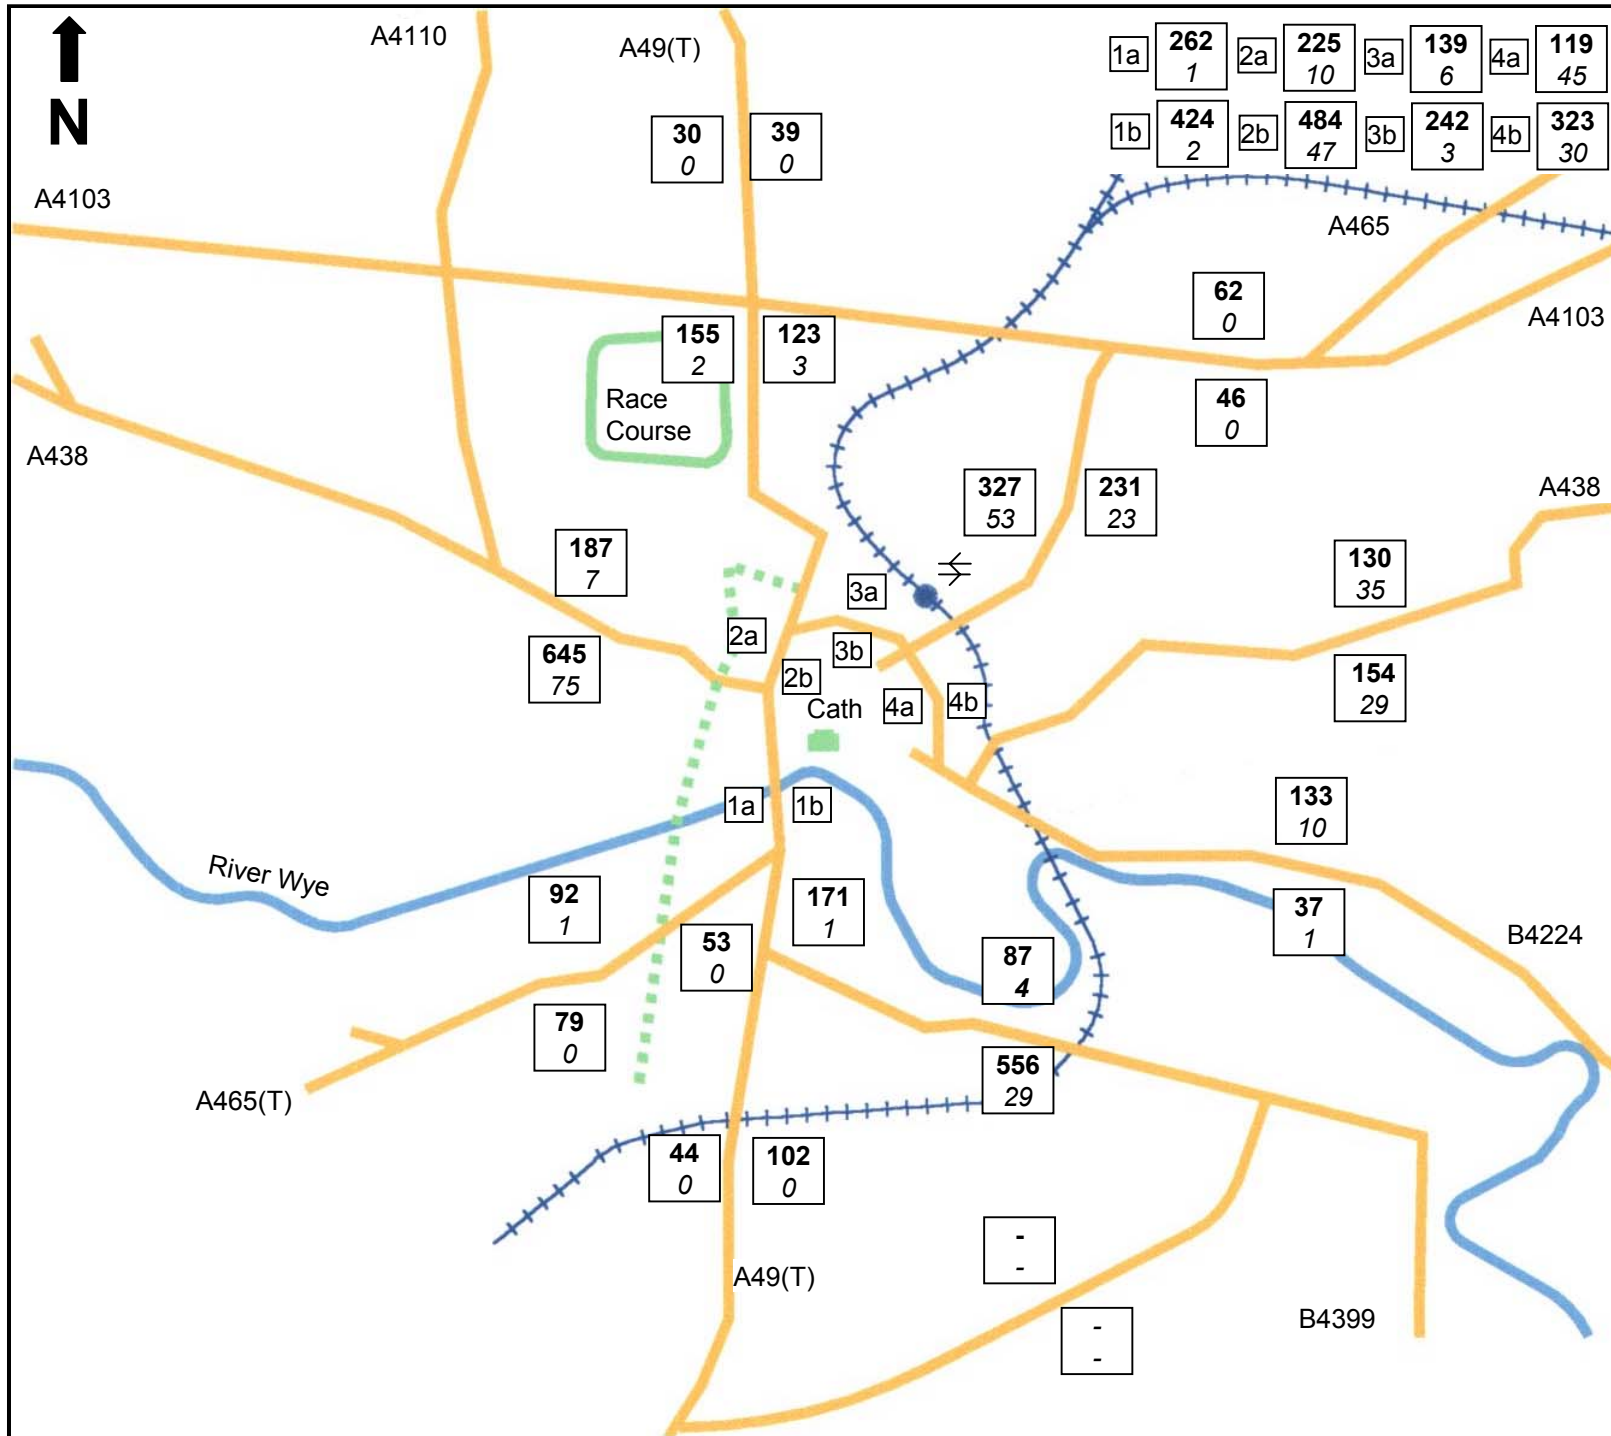 A4110
A49(T)
1a
262
1
2a
225
10
3a
139
6
4a
119
45
1b
424
2
2b
484
47
3b
242
3
4b
323
30
N
30
0
39
0
A4103
A465
62
0
A4103
155
2
123
3
Race
Course
46
0
A438
327
53
231
23
A438
187
7
130
35
3a
2a
3b
645
75
2b
154
29
4a
4b
Cath
1a
1b
133
10
River Wye
92
1
171
1
37
1
B4224
53
0
87
4
79
0
A465(T)
556
29
44
0
102
0
-
-
A49(T)
B4399
-
-